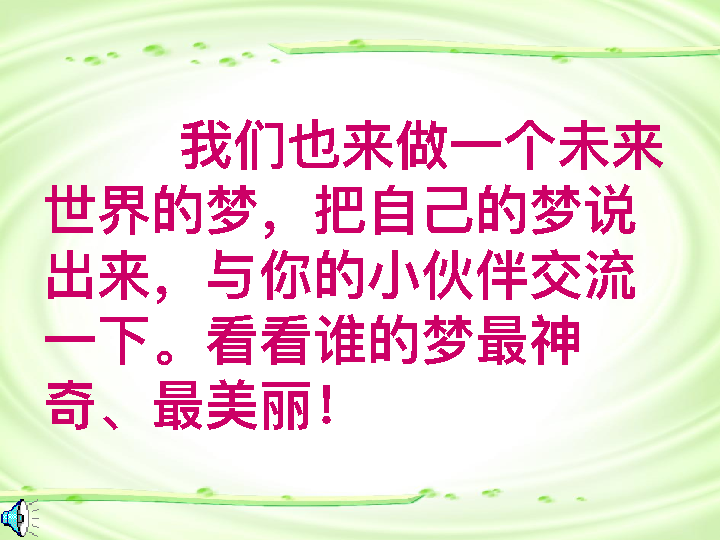 我们也来做一个未来
世界的梦，把自己的梦说
出来，与你的小伙伴交流
一下。看看谁的梦最神
奇、最美丽！